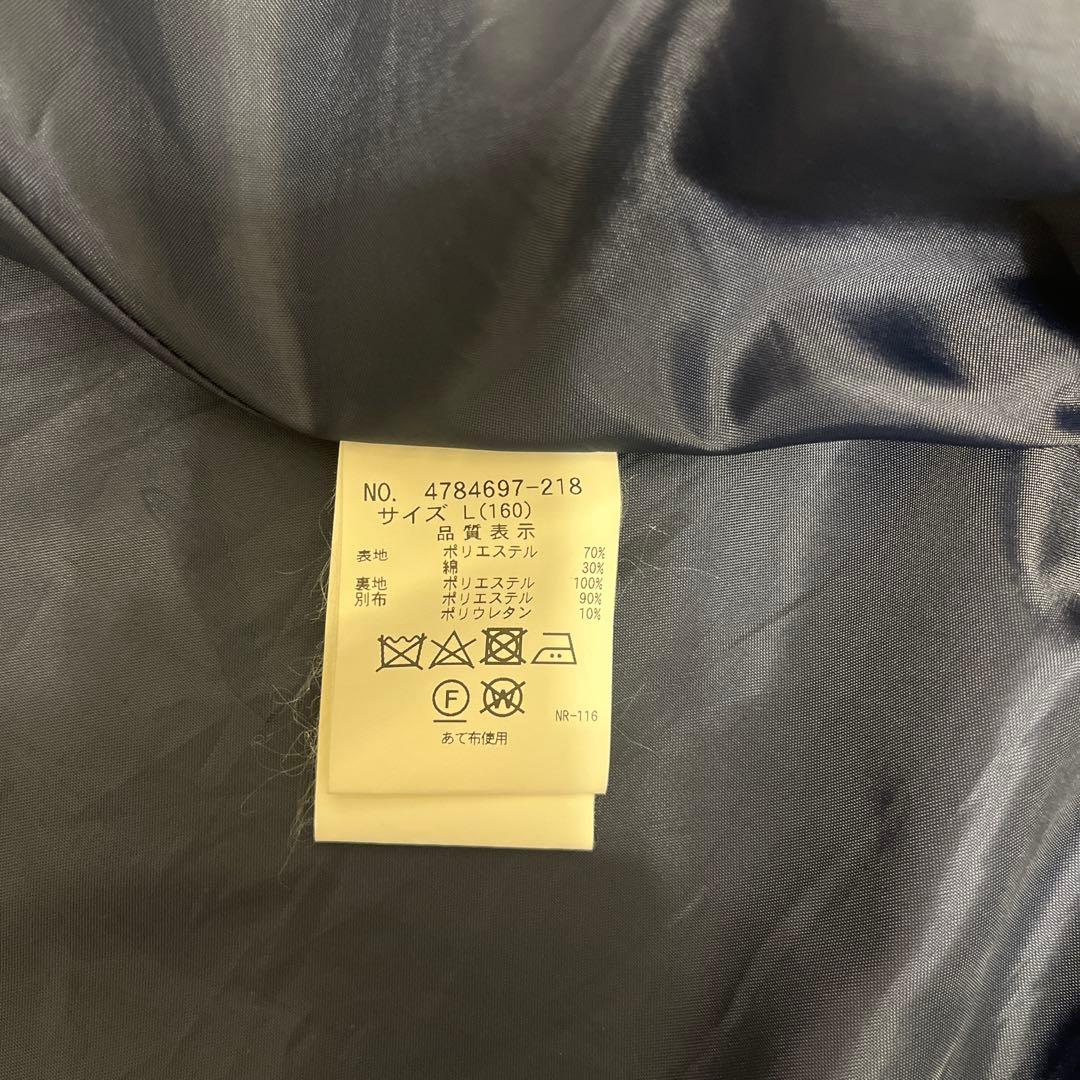 NO. 4784697-218
サイズ L(160)
品質表示
表地 ポリエステル 70%
綿 30%
裏地 ポリエステル 100%
別布 ポリエステル 90%
ポリウレタン 10%
F W
NR-116
あて布使用